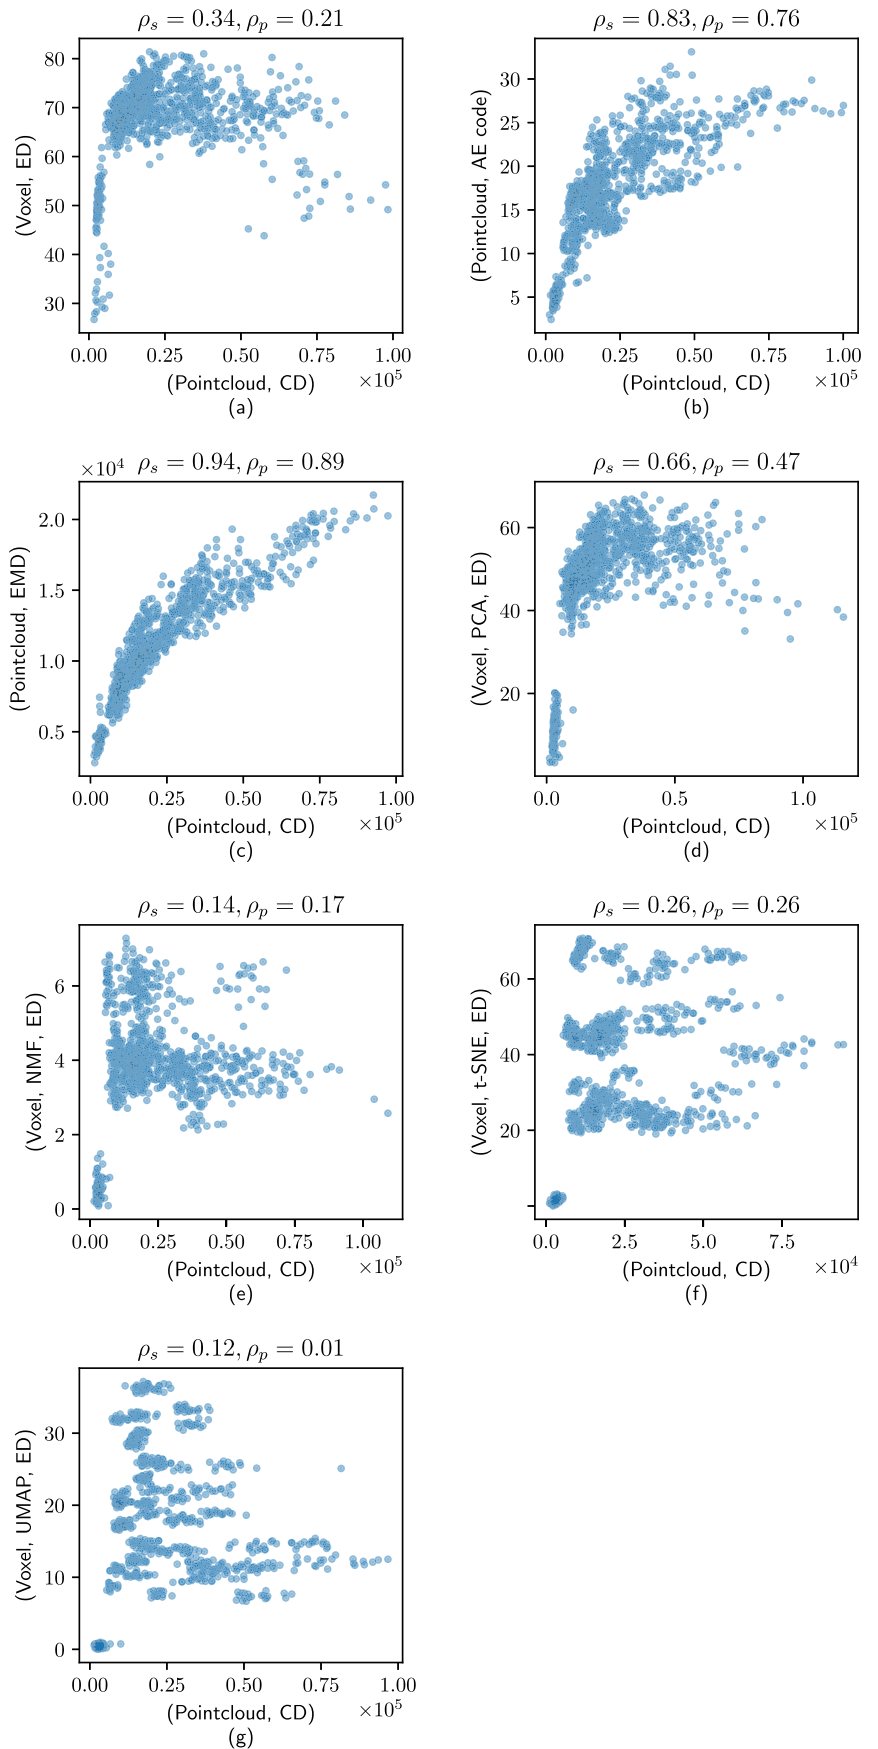 ρs = 0.34, ρp = 0.21
(Voxel, ED)
80
70
60
50
40
30
0.00 0.25 0.50 0.75 1.00
×10^5
(Pointcloud, CD)
(a)
ρs = 0.83, ρp = 0.76
(Pointcloud, AE code)
30
25
20
15
10
5
0.00 0.25 0.50 0.75 1.00
×10^5
(Pointcloud, CD)
(b)
×10^4 ρs = 0.94, ρp = 0.89
(Pointcloud, EMD)
2.0
1.5
1.0
0.5
0.00 0.25 0.50 0.75 1.00
×10^5
(Pointcloud, CD)
(c)
ρs = 0.66, ρp = 0.47
(Voxel, PCA, ED)
60
40
20
0.0 0.5 1.0
×10^5
(Pointcloud, CD)
(d)
ρs = 0.14, ρp = 0.17
(Voxel, NMF, ED)
6
4
2
0
0.00 0.25 0.50 0.75 1.00
×10^5
(Pointcloud, CD)
(e)
ρs = 0.26, ρp = 0.26
(Voxel, t-SNE, ED)
60
40
20
0.0 2.5 5.0 7.5
×10^4
(Pointcloud, CD)
(f)
ρs = 0.12, ρp = 0.01
(Voxel, UMAP, ED)
30
20
10
0
0.00 0.25 0.50 0.75 1.00
×10^5
(Pointcloud, CD)
(g)